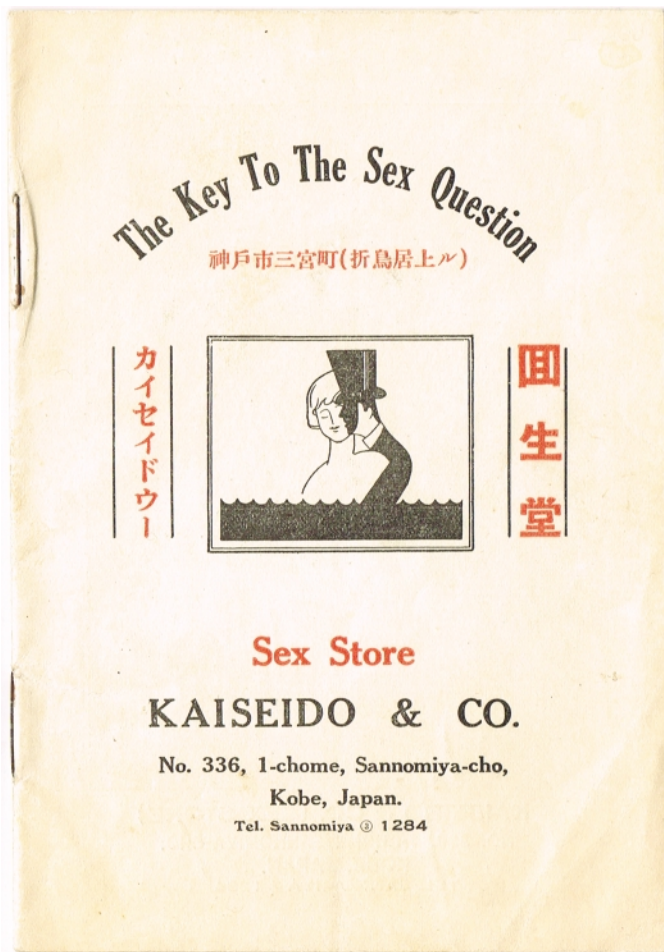 The Key To The Sex Question
神戶市三宮町(折鳥居上ル)
回生堂
カイセイドウー
Sex Store
KAISEIDO & CO.
No. 336, 1-chome, Sannomiya-cho,
Kobe, Japan.
Tel. Sannomiya ③ 1284